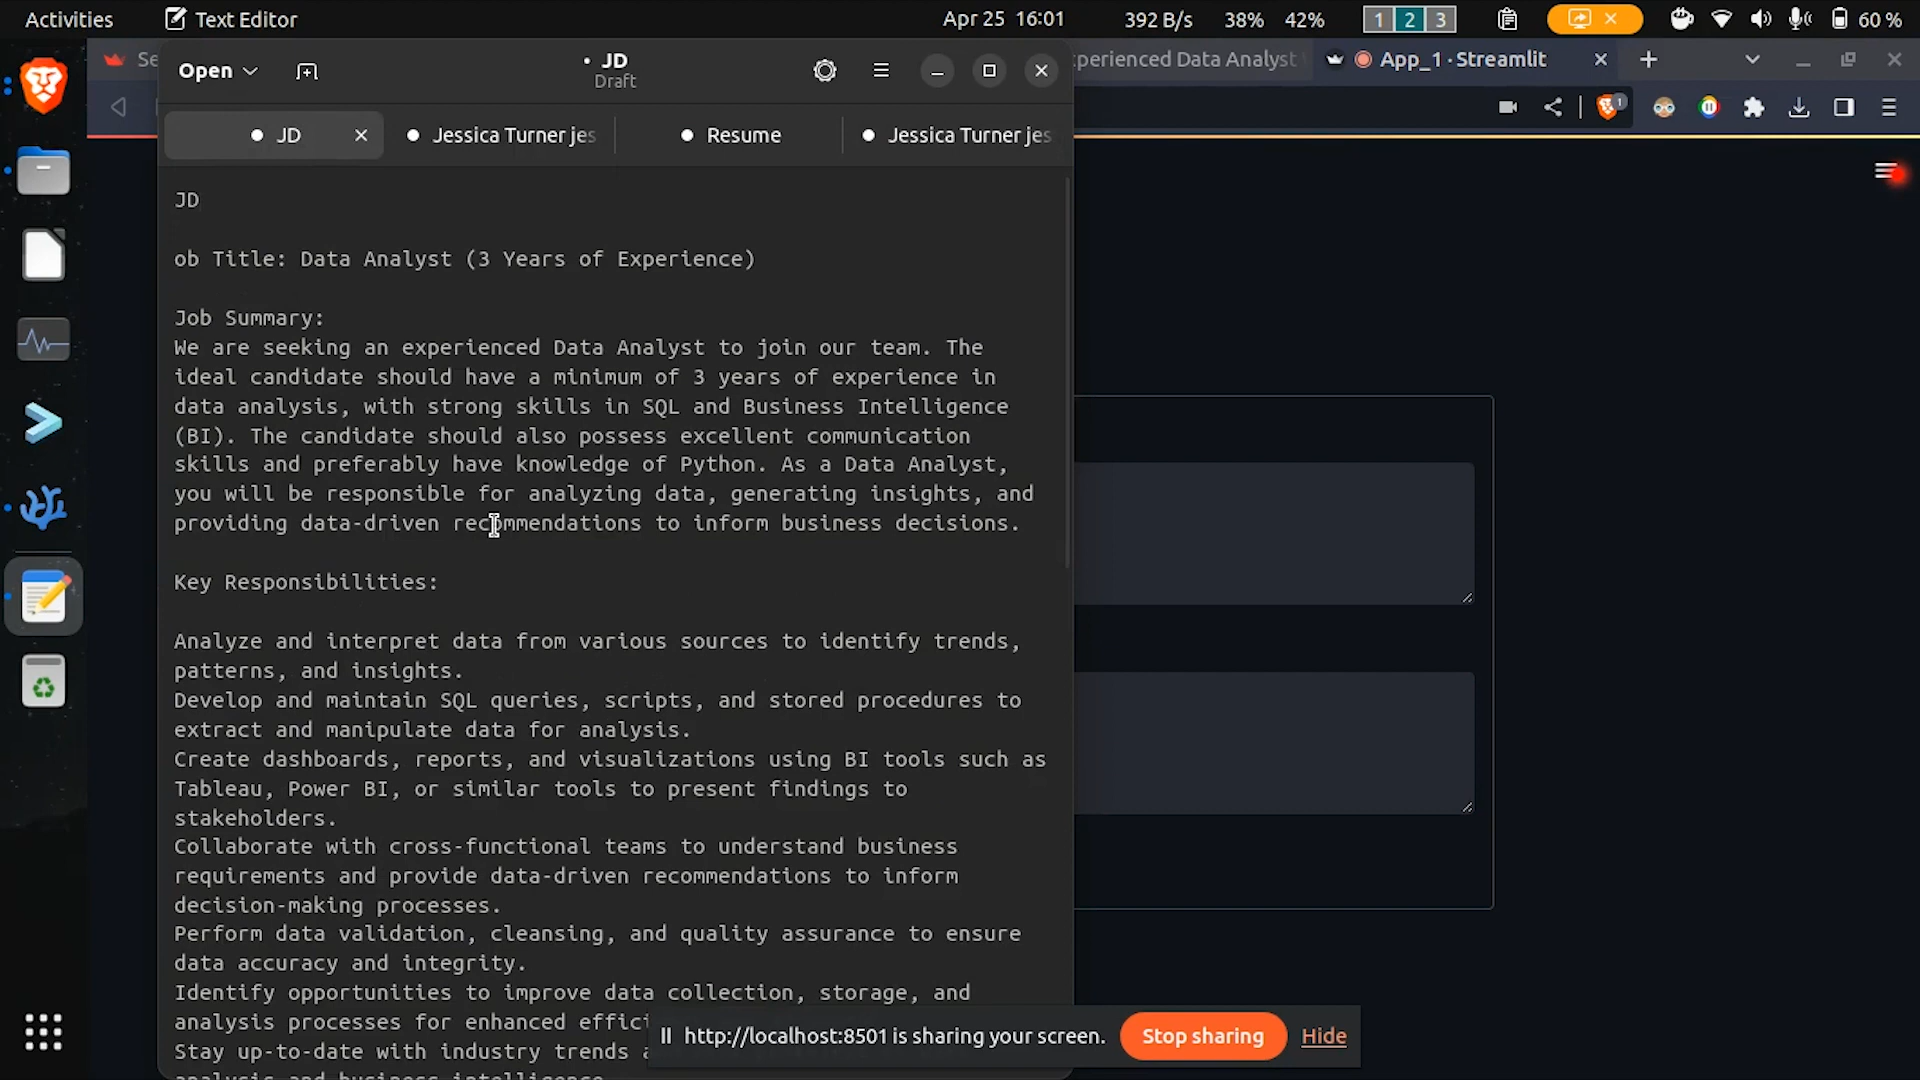 Activities
Text Editor
Apr 25 16:01
392 B/s
38%
42%
1 2 3
60 %
Se
Open
JD
Draft
perienced Data Analyst
App_1 · Streamlit
1
JD
Jessica Turner jes
Resume
Jessica Turner jes
JD
ob Title: Data Analyst (3 Years of Experience)
Job Summary:
We are seeking an experienced Data Analyst to join our team. The
ideal candidate should have a minimum of 3 years of experience in
data analysis, with strong skills in SQL and Business Intelligence
(BI). The candidate should also possess excellent communication
skills and preferably have knowledge of Python. As a Data Analyst,
you will be responsible for analyzing data, generating insights, and
providing data-driven recommendations to inform business decisions.
Key Responsibilities:
Analyze and interpret data from various sources to identify trends,
patterns, and insights.
Develop and maintain SQL queries, scripts, and stored procedures to
extract and manipulate data for analysis.
Create dashboards, reports, and visualizations using BI tools such as
Tableau, Power BI, or similar tools to present findings to
stakeholders.
Collaborate with cross-functional teams to understand business
requirements and provide data-driven recommendations to inform
decision-making processes.
Perform data validation, cleansing, and quality assurance to ensure
data accuracy and integrity.
Identify opportunities to improve data collection, storage, and
analysis processes for enhanced effici
Stay up-to-date with industry trends a
analysis and business intelligence
http://localhost:8501 is sharing your screen.
Stop sharing
Hide